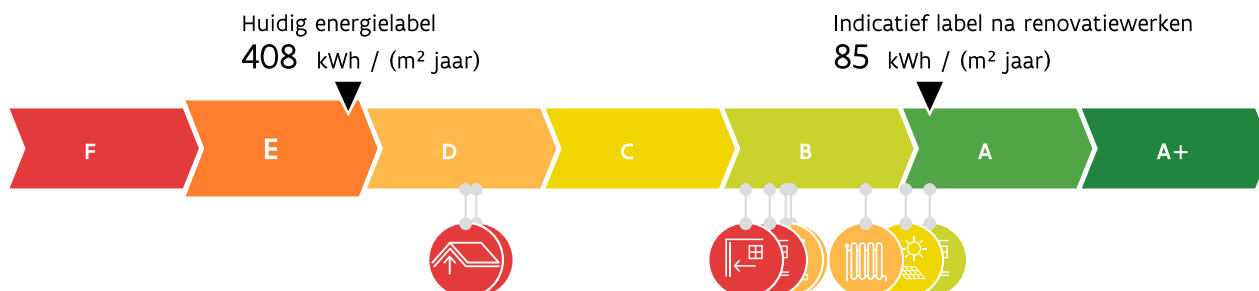 Huidig energielabel
408 kWh / (m² jaar)
Indicatief label na renovatiewerken
85 kWh / (m² jaar)
F E D C B A A+